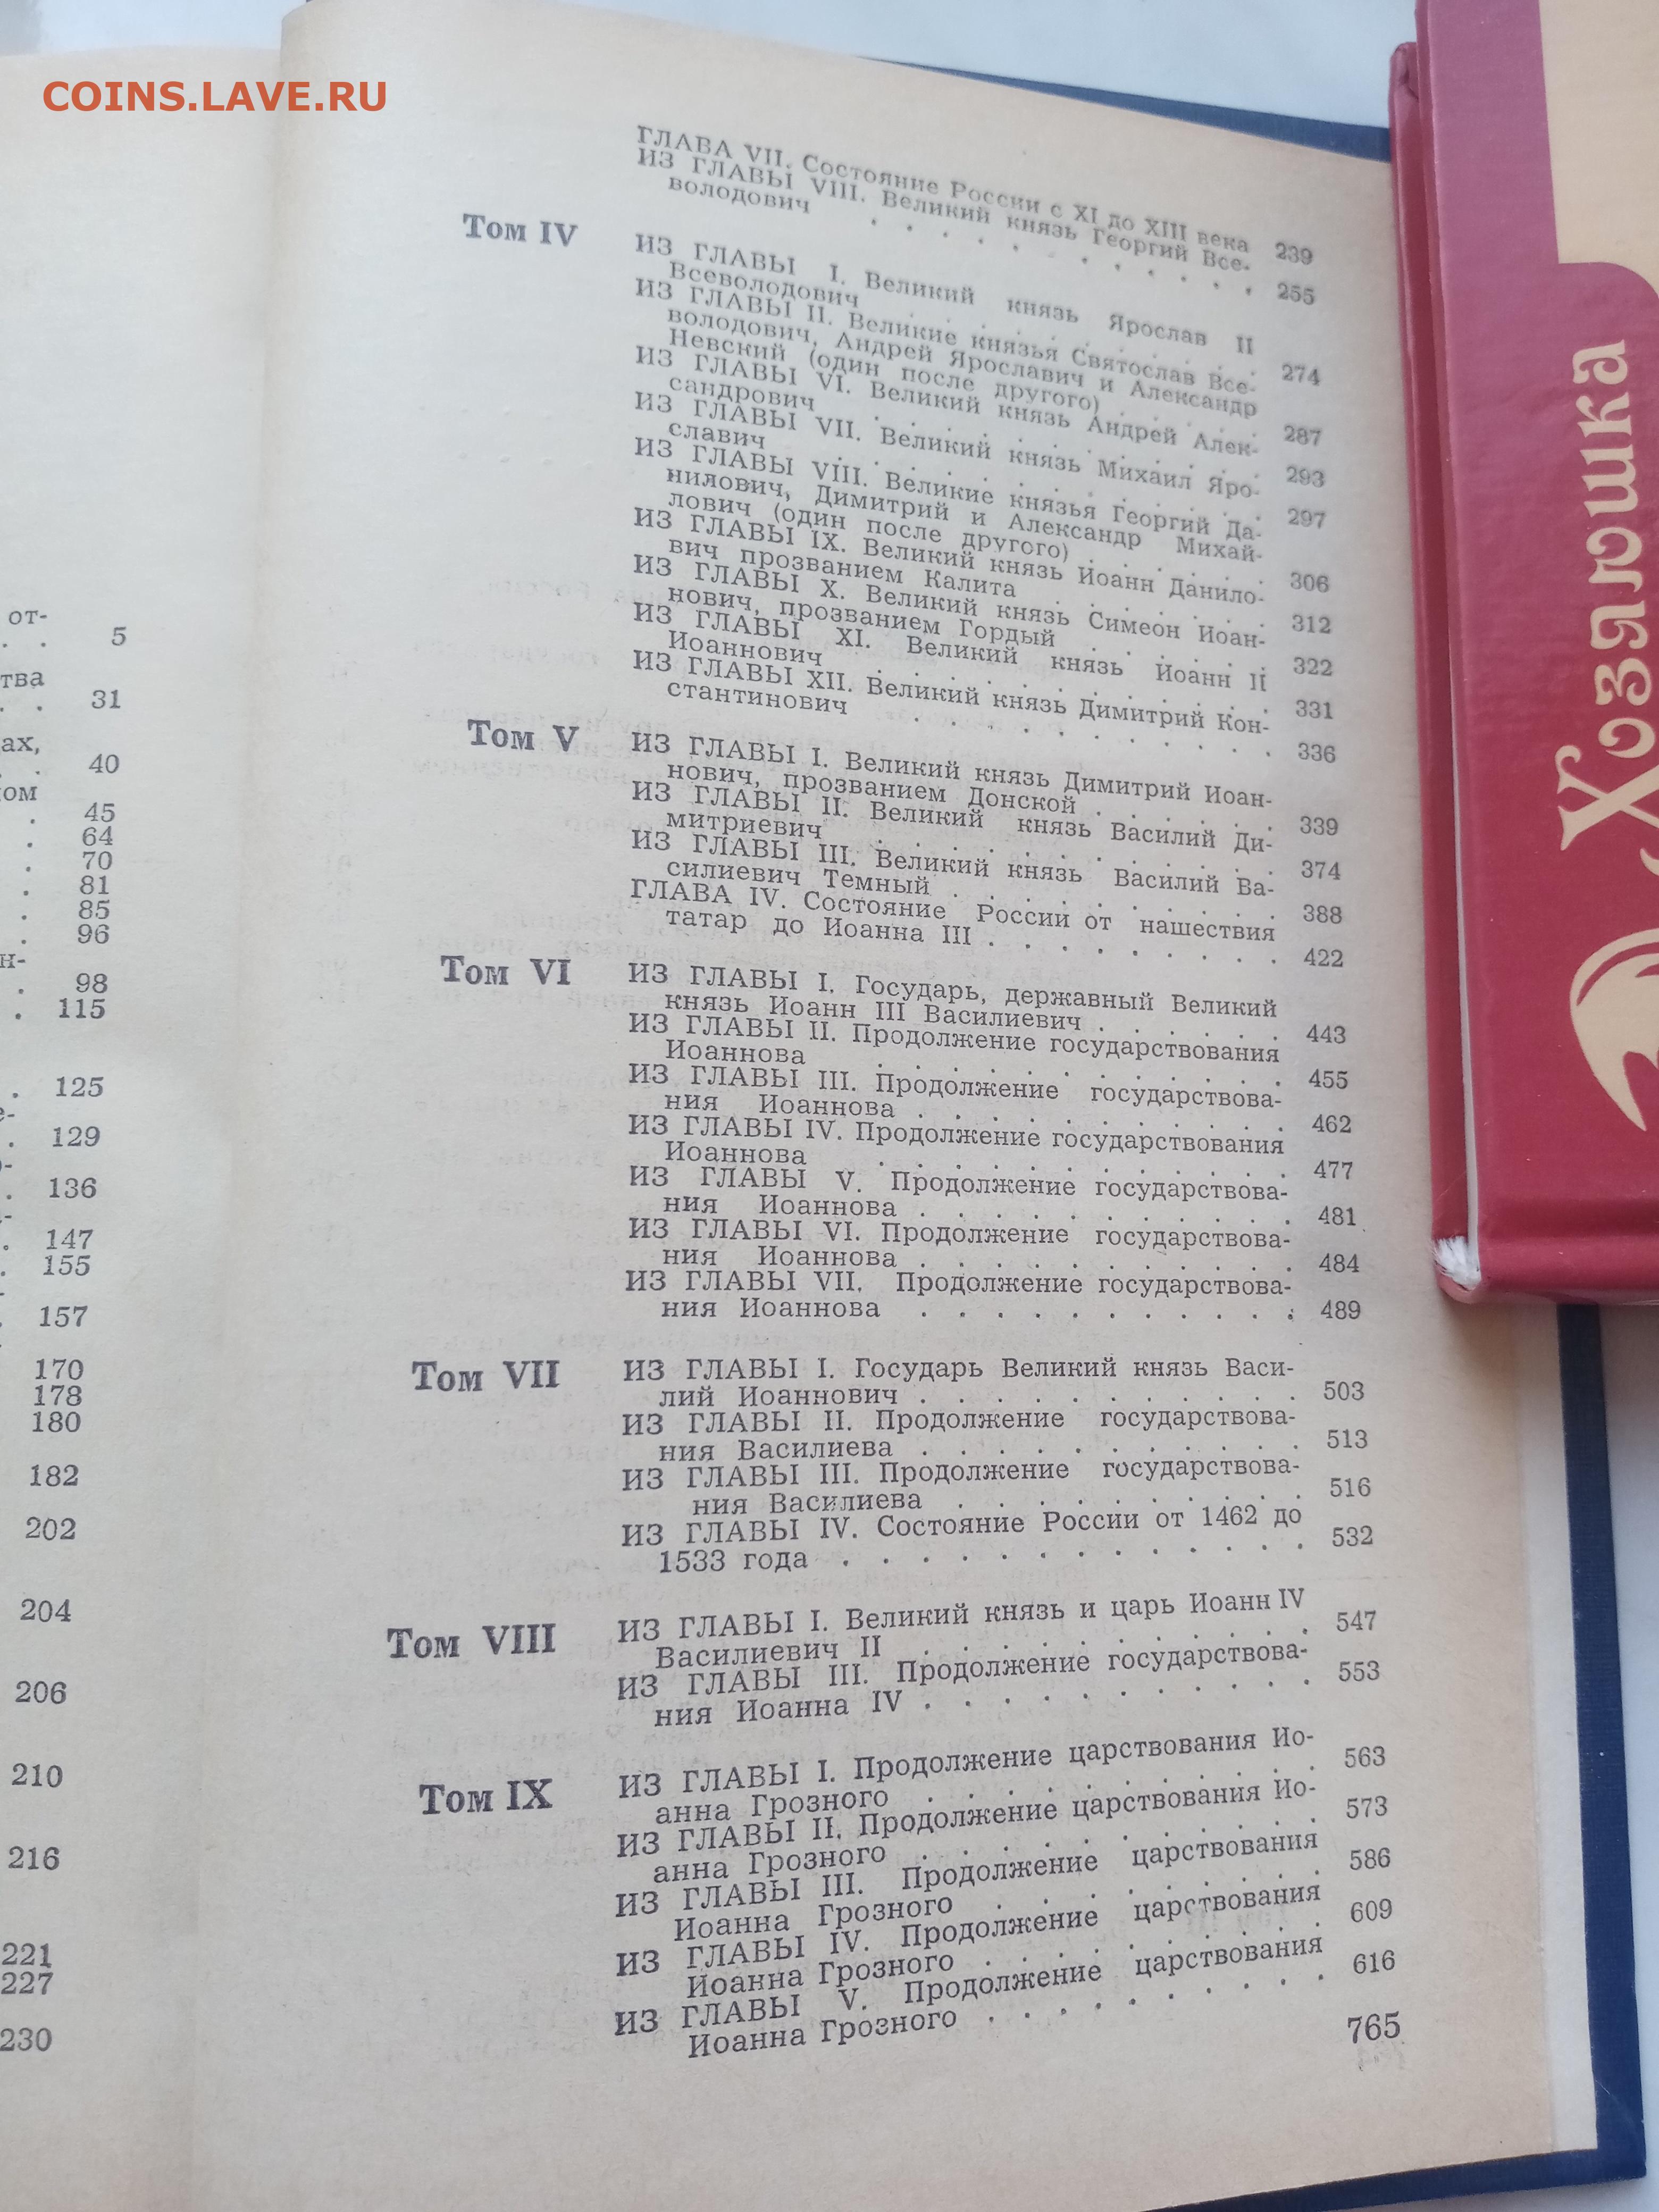 COINS.LAVE.RU
от-
. . 5
тва
. . 31
ах,
. . 40
ом
. 45
. 64
. 70
. 81
. 85
. 96
н-
. 98
. 115
. 125
е-
. 129
. 136
. 147
. 155
. 157
170
178
180
182
202
204
206
210
216
221
227
230
ГЛАВА VII. Состояние России с XI до XIII века 239
ИЗ ГЛАВЫ VIII. Великий князь Георгий Все-
володович . . . . . . . . . . . 255
Том IV
ИЗ ГЛАВЫ I. Великий князь Ярослав II
Всеволодович . . . . . . . . . . 274
ИЗ ГЛАВЫ II. Великие князья Святослав Все-
володович, Андрей Ярославич и Александр
Невский (один после другого) . . . . . 287
ИЗ ГЛАВЫ VI. Великий князь Андрей Алек-
сандрович . . . . . . . . . . . 293
ИЗ ГЛАВЫ VII. Великий князь Михаил Яро-
славич . . . . . . . . . . . . 297
ИЗ ГЛАВЫ VIII. Великие князья Георгий Да-
нилович, Димитрий и Александр Михай-
лович (один после другого) . . . . . . 306
ИЗ ГЛАВЫ IX. Великий князь Иоанн Данило-
вич прозванием Калита . . . . . . 312
ИЗ ГЛАВЫ X. Великий князь Симеон Иоан-
нович, прозванием Гордый . . . . . . 322
ИЗ ГЛАВЫ XI. Великий князь Иоанн II
Иоаннович . . . . . . . . . . . 331
ИЗ ГЛАВЫ XII. Великий князь Димитрий Кон-
стантинович . . . . . . . . . . 336
Том V
ИЗ ГЛАВЫ I. Великий князь Димитрий Иоан-
нович, прозванием Донской . . . . . . 339
ИЗ ГЛАВЫ II. Великий князь Василий Ди-
митриевич . . . . . . . . . . . 374
ИЗ ГЛАВЫ III. Великий князь Василий Ва-
силиевич Темный . . . . . . . . . 388
ГЛАВА IV. Состояние России от нашествия
татар до Иоанна III . . . . . . . . 422
Том VI
ИЗ ГЛАВЫ I. Государь, державный Великий
князь Иоанн III Василиевич . . . . . . 443
ИЗ ГЛАВЫ II. Продолжение государствования
Иоаннова . . . . . . . . . . . 455
ИЗ ГЛАВЫ III. Продолжение государствова-
ния Иоаннова . . . . . . . . . . 462
ИЗ ГЛАВЫ IV. Продолжение государствования
Иоаннова . . . . . . . . . . . 477
ИЗ ГЛАВЫ V. Продолжение государствова-
ния Иоаннова . . . . . . . . . . 481
ИЗ ГЛАВЫ VI. Продолжение государствова-
ния Иоаннова . . . . . . . . . . 484
ИЗ ГЛАВЫ VII. Продолжение государствова-
ния Иоаннова . . . . . . . . . . 489
Том VII
ИЗ ГЛАВЫ I. Государь Великий князь Васи-
лий Иоаннович . . . . . . . . . . 503
ИЗ ГЛАВЫ II. Продолжение государствова-
ния Василиева . . . . . . . . . . 513
ИЗ ГЛАВЫ III. Продолжение государствова-
ния Василиева . . . . . . . . . . 516
ИЗ ГЛАВЫ IV. Состояние России от 1462 до
1533 года . . . . . . . . . . . . 532
Том VIII
ИЗ ГЛАВЫ I. Великий князь и царь Иоанн IV
Василиевич II . . . . . . . . . . 547
ИЗ ГЛАВЫ III. Продолжение государствова-
ния Иоанна IV . . . . . . . . . . 553
Том IX
ИЗ ГЛАВЫ I. Продолжение царствования Ио-
анна Грозного . . . . . . . . . . 563
ИЗ ГЛАВЫ II. Продолжение царствования Ио-
анна Грозного . . . . . . . . . . 573
ИЗ ГЛАВЫ III. Продолжение царствования
Иоанна Грозного . . . . . . . . . 586
ИЗ ГЛАВЫ IV. Продолжение царствования
Иоанна Грозного . . . . . . . . . 609
ИЗ ГЛАВЫ V. Продолжение царствования
Иоанна Грозного . . . . . . . . . 616
765
Хозяюшка